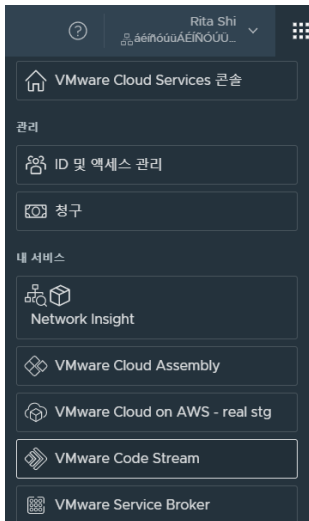 Rita Shi
áéíñóúüÁÉÍÑÓÚÜ_
VMware Cloud Services 콘솔
관리
ID 및 액세스 관리
청구
내 서비스
Network Insight
VMware Cloud Assembly
VMware Cloud on AWS - real stg
VMware Code Stream
VMware Service Broker